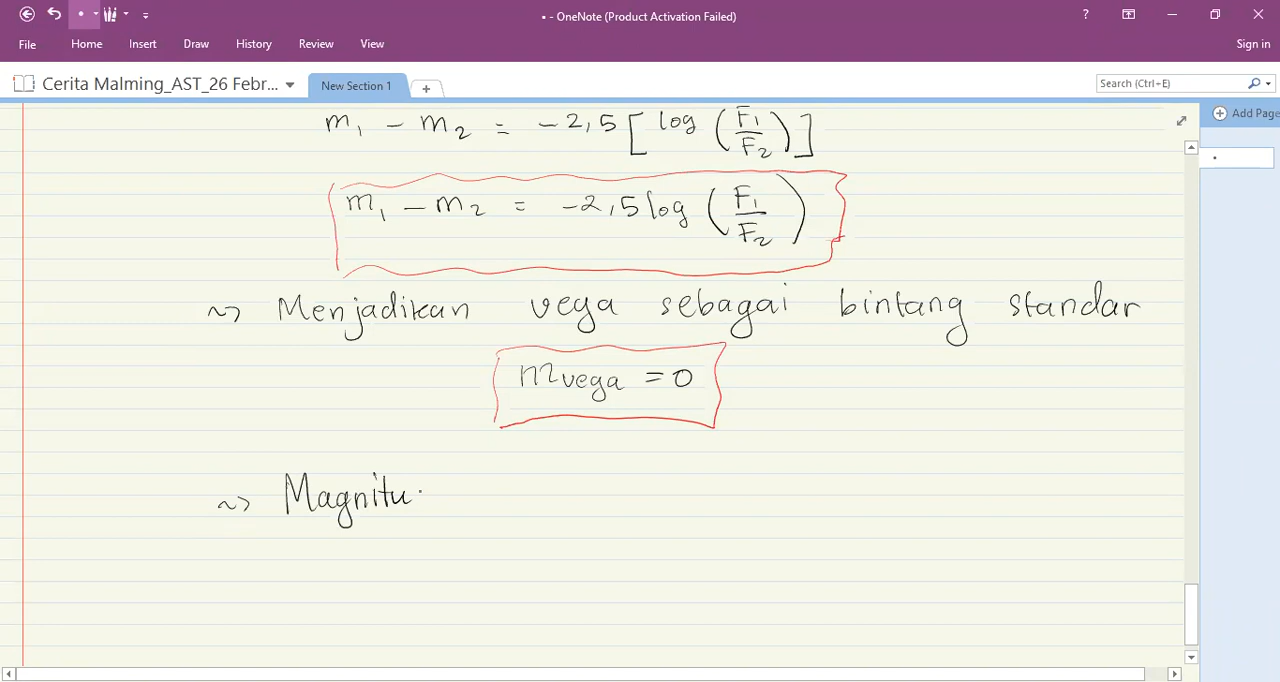 - OneNote (Product Activation Failed)
File Home Insert Draw History Review View Sign in
Cerita Malming_AST_26 Febr... New Section 1 Search (Ctrl+E)
Add Page
m₁ - m₂ = -2,5 [ log (F₁/F₂) ]
m₁ - m₂ = -2,5 log (F₁/F₂)
~> Menjadikan vega sebagai bintang standar
m vega = 0
~> Magnitu